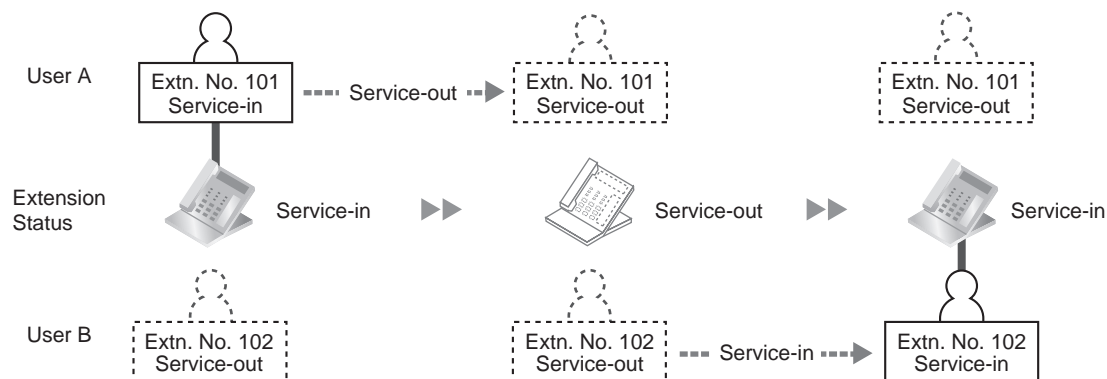 User A
Extn. No. 101
Service-in
Service-out
Extn. No. 101
Service-out
Extn. No. 101
Service-out
Extension
Status
Service-in
Service-out
Service-in
User B
Extn. No. 102
Service-out
Extn. No. 102
Service-out
Service-in
Extn. No. 102
Service-in